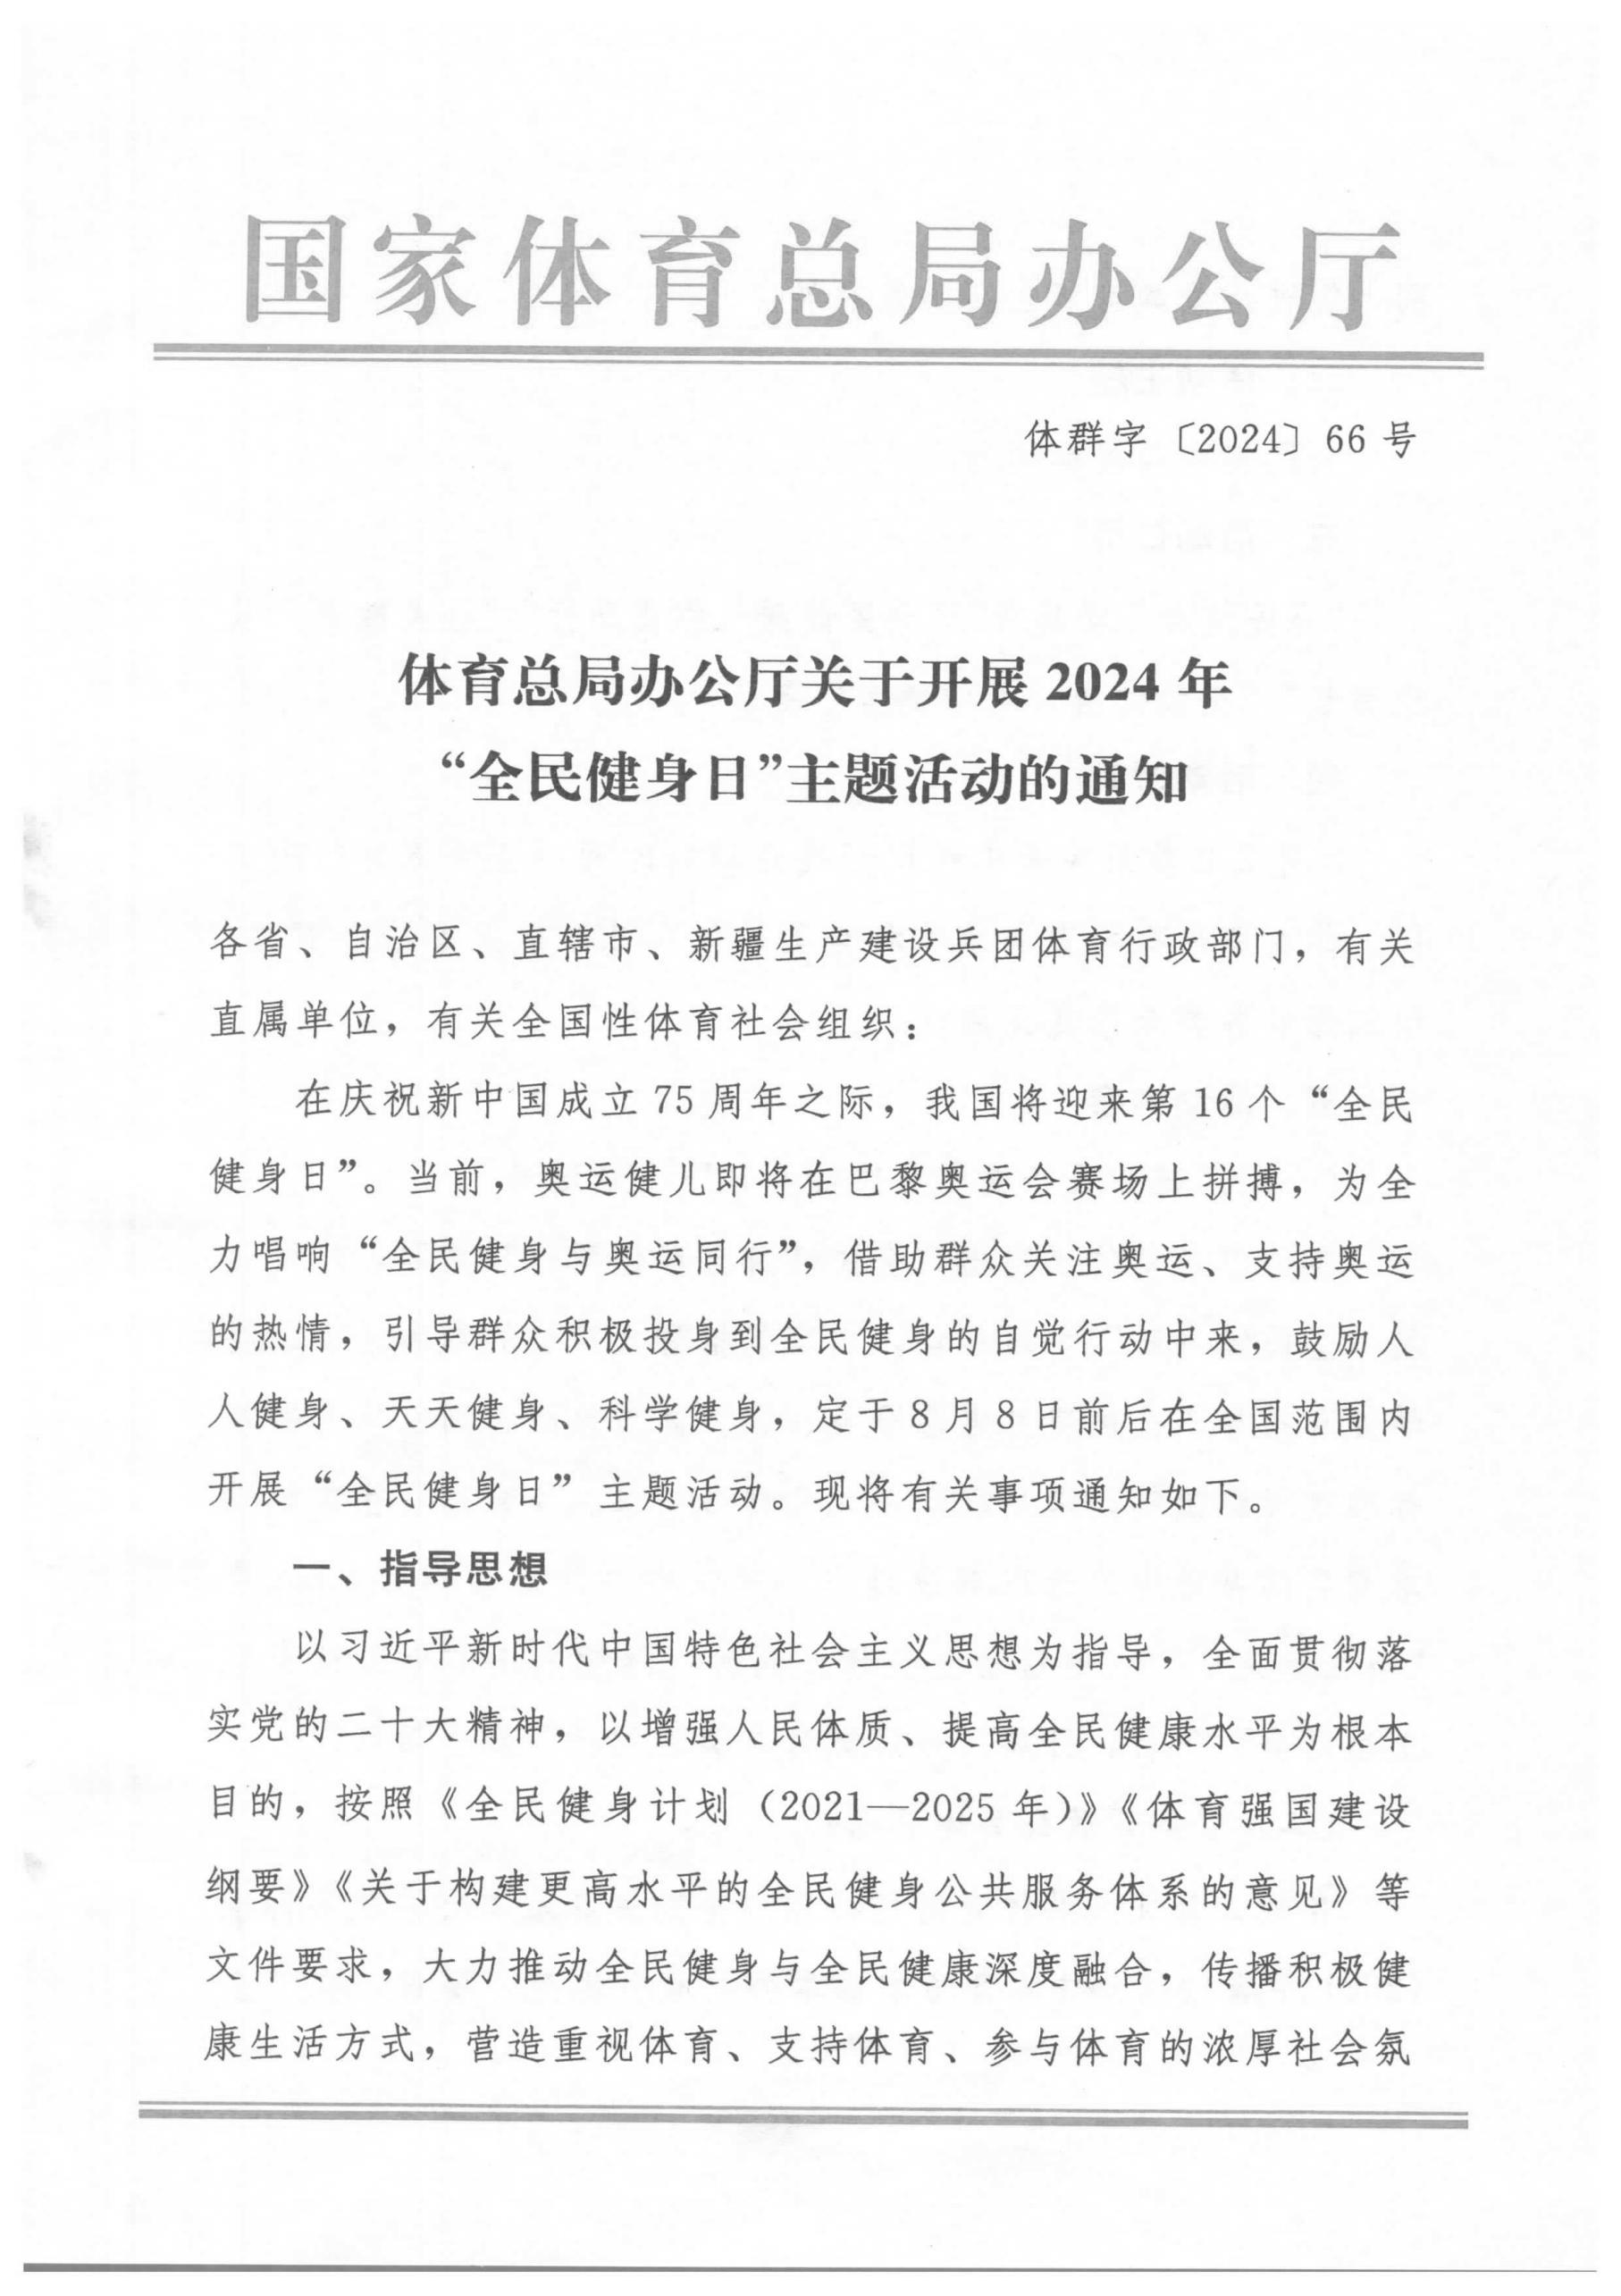 国家体育总局办公厅
体群字〔2024〕66 号
体育总局办公厅关于开展 2024 年
“全民健身日”主题活动的通知
各省、自治区、直辖市、新疆生产建设兵团体育行政部门，有关
直属单位，有关全国性体育社会组织：
在庆祝新中国成立 75 周年之际，我国将迎来第 16 个“全民
健身日”。当前，奥运健儿即将在巴黎奥运会赛场上拼搏，为全
力唱响“全民健身与奥运同行”，借助群众关注奥运、支持奥运
的热情，引导群众积极投身到全民健身的自觉行动中来，鼓励人
人健身、天天健身、科学健身，定于 8 月 8 日前后在全国范围内
开展“全民健身日”主题活动。现将有关事项通知如下。
一、指导思想
以习近平新时代中国特色社会主义思想为指导，全面贯彻落
实党的二十大精神，以增强人民体质、提高全民健康水平为根本
目的，按照《全民健身计划（2021—2025 年）》《体育强国建设
纲要》《关于构建更高水平的全民健身公共服务体系的意见》等
文件要求，大力推动全民健身与全民健康深度融合，传播积极健
康生活方式，营造重视体育、支持体育、参与体育的浓厚社会氛